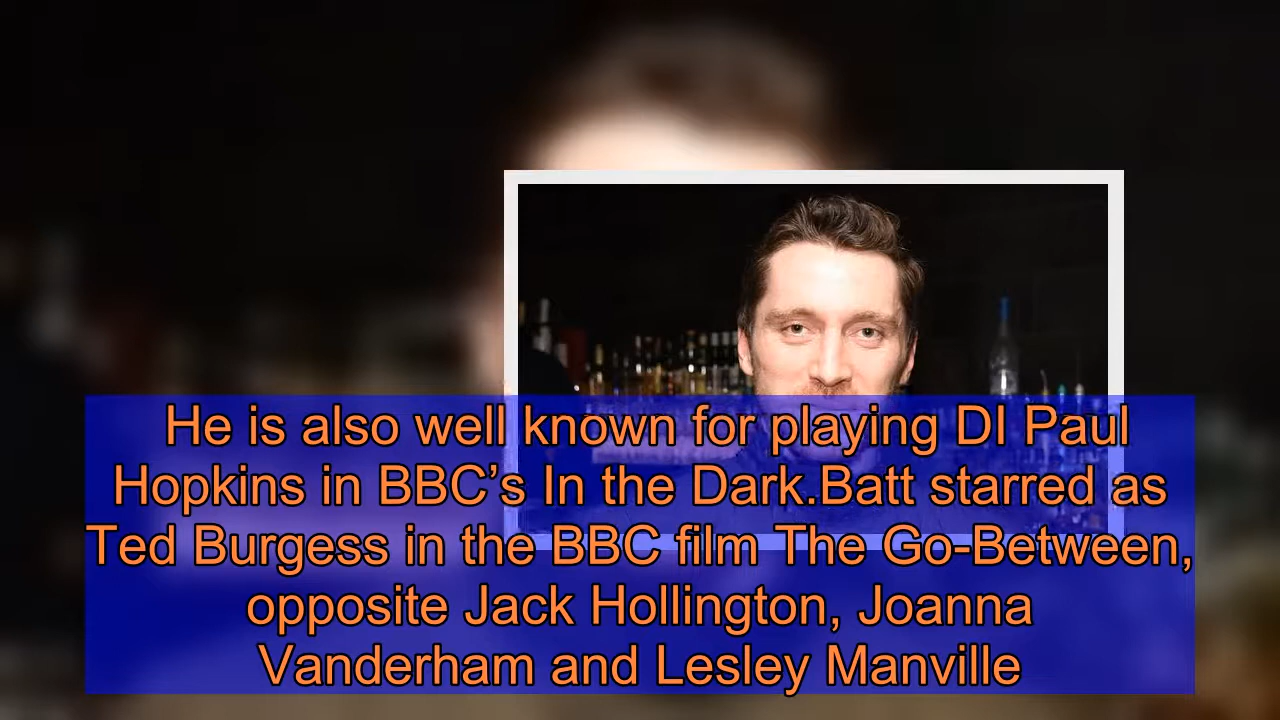 He is also well known for playing DI Paul
Hopkins in BBC’s In the Dark.Batt starred as
Ted Burgess in the BBC film The Go-Between,
opposite Jack Hollington, Joanna
Vanderham and Lesley Manville